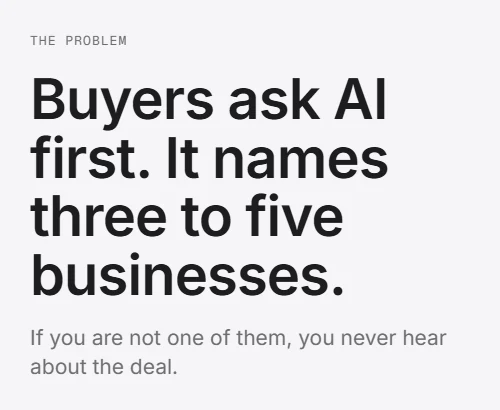 THE PROBLEM
Buyers ask AI
first. It names
three to five
businesses.
If you are not one of them, you never hear
about the deal.